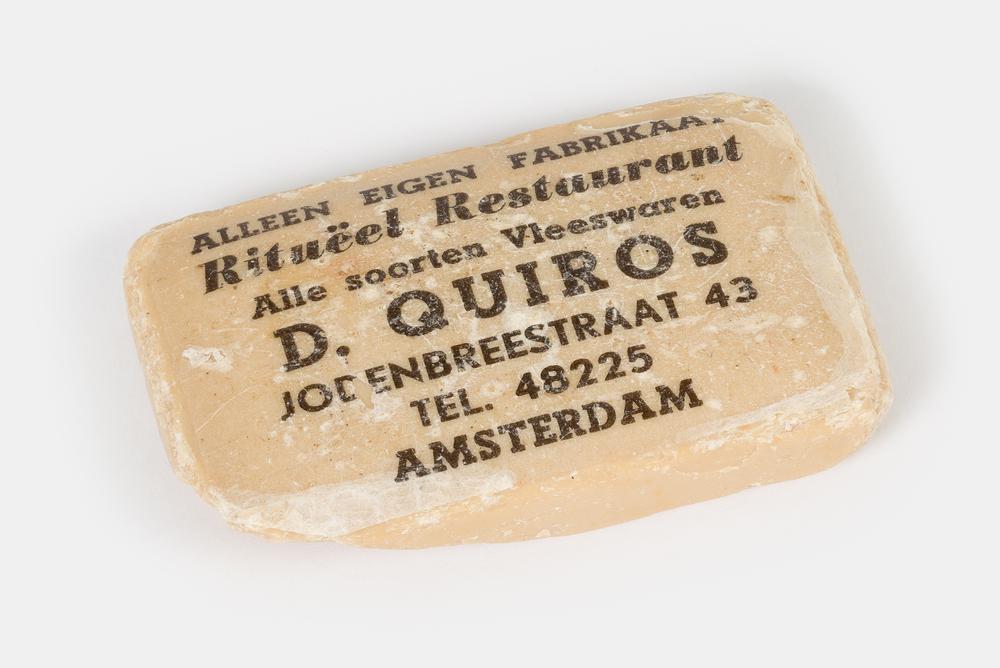 ALLEEN EIGEN FABRIKAAT
Rituëel Restaurant
Alle soorten Vleeswaren
D. QUIROS
JODENBREESTRAAT 43
TEL. 48225
AMSTERDAM